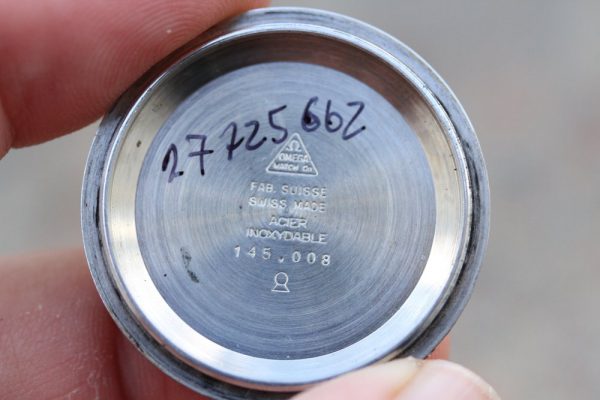 27725662
Ω
OMEGA
WATCH Co
FAB. SUISSE
SWISS MADE
ACIER
INOXYDABLE
145.008